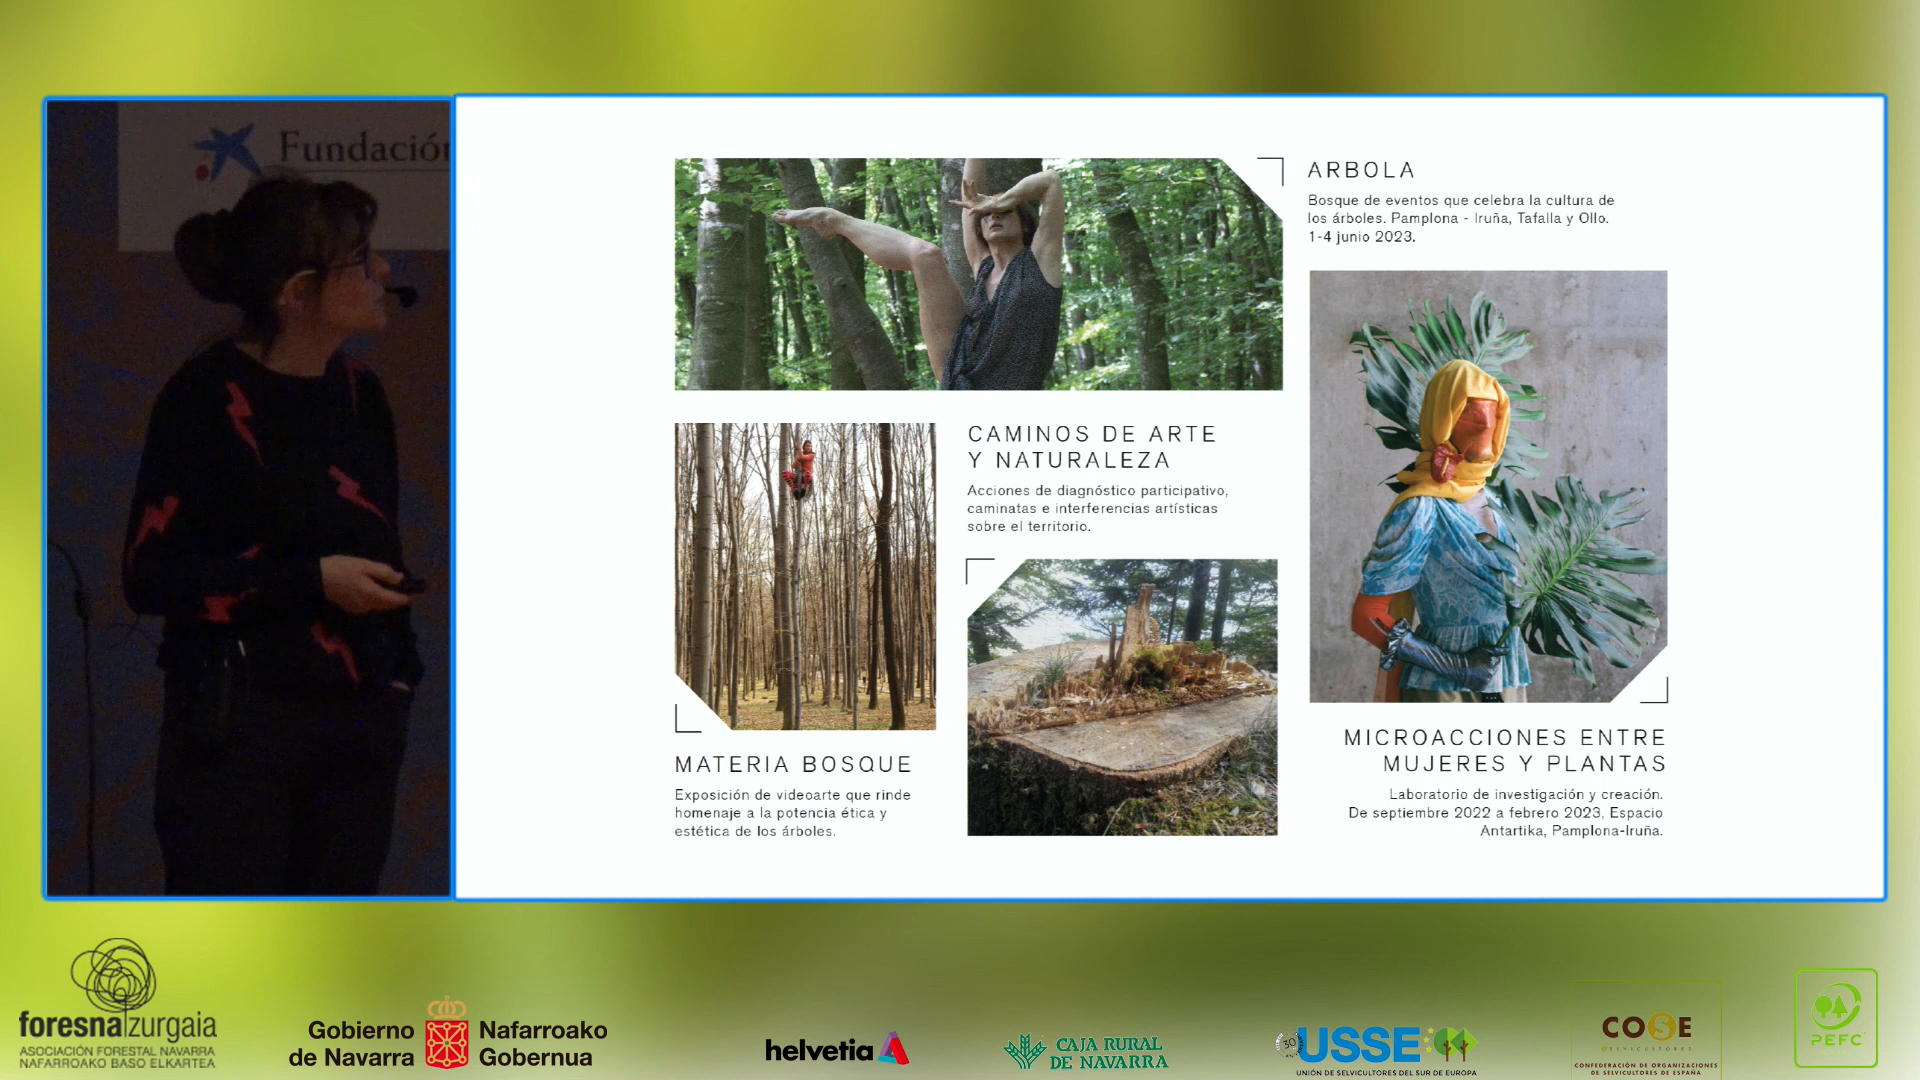 Fundación
ARBOLA
Bosque de eventos que celebra la cultura de
los árboles. Pamplona - Iruña, Tafalla y Ollo.
1-4 junio 2023.
CAMINOS DE ARTE
Y NATURALEZA
Acciones de diagnóstico participativo,
caminatas e interferencias artísticas
sobre el territorio.
MATERIA BOSQUE
Exposición de videoarte que rinde
homenaje a la potencia ética y
estética de los árboles.
MICROACCIONES ENTRE
MUJERES Y PLANTAS
Laboratorio de investigación y creación.
De septiembre 2022 a febrero 2023, Espacio
Antartika, Pamplona-Iruña.
foresna zurgaia
ASOCIACIÓN FORESTAL NAVARRA
NAFARROAKO BASO ELKARTEA
Gobierno
de Navarra
Nafarroako
Gobernua
helvetia
CAJA RURAL
DE NAVARRA
30
USSE
UNIÓN DE SELVICULTORES DEL SUR DE EUROPA
COSE
SELVICULTORES
CONFEDERACIÓN DE ORGANIZACIONES
DE SELVICULTORES DE ESPAÑA
PEFC